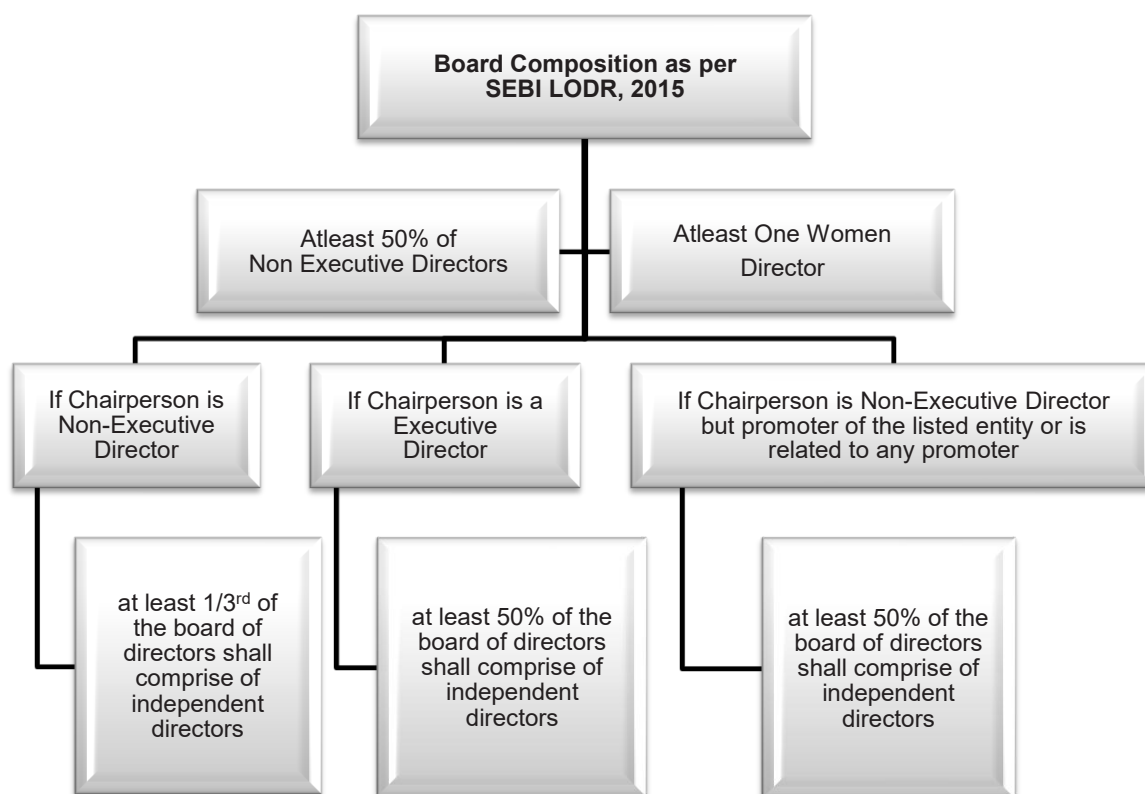 Board Composition as per
SEBI LODR, 2015
Atleast 50% of
Non Executive Directors
Atleast One Women
Director
If Chairperson is
Non-Executive
Director
If Chairperson is a
Executive
Director
If Chairperson is Non-Executive Director
but promoter of the listed entity or is
related to any promoter
at least 1/3rd of
the board of
directors shall
comprise of
independent
directors
at least 50% of the
board of directors
shall comprise of
independent
directors
at least 50% of the
board of directors
shall comprise of
independent
directors